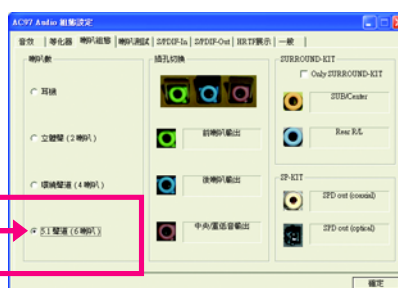 AC97 Audio 組態設定
音效 等化器 喇叭組態 喇叭測試 S/PDIF-In S/PDIF-Out HRTF展示 一般
喇叭數
耳機
立體聲 (2 喇叭)
環繞聲道 (4 喇叭)
5.1 聲道 (6 喇叭)
插孔切換
前喇叭輸出
後喇叭輸出
中央/重低音輸出
SURROUND-KIT
Only SURROUND-KIT
SUB/Center
Rear R/L
SP-KIT
SPD out (coaxial)
SPD out (optical)
確定